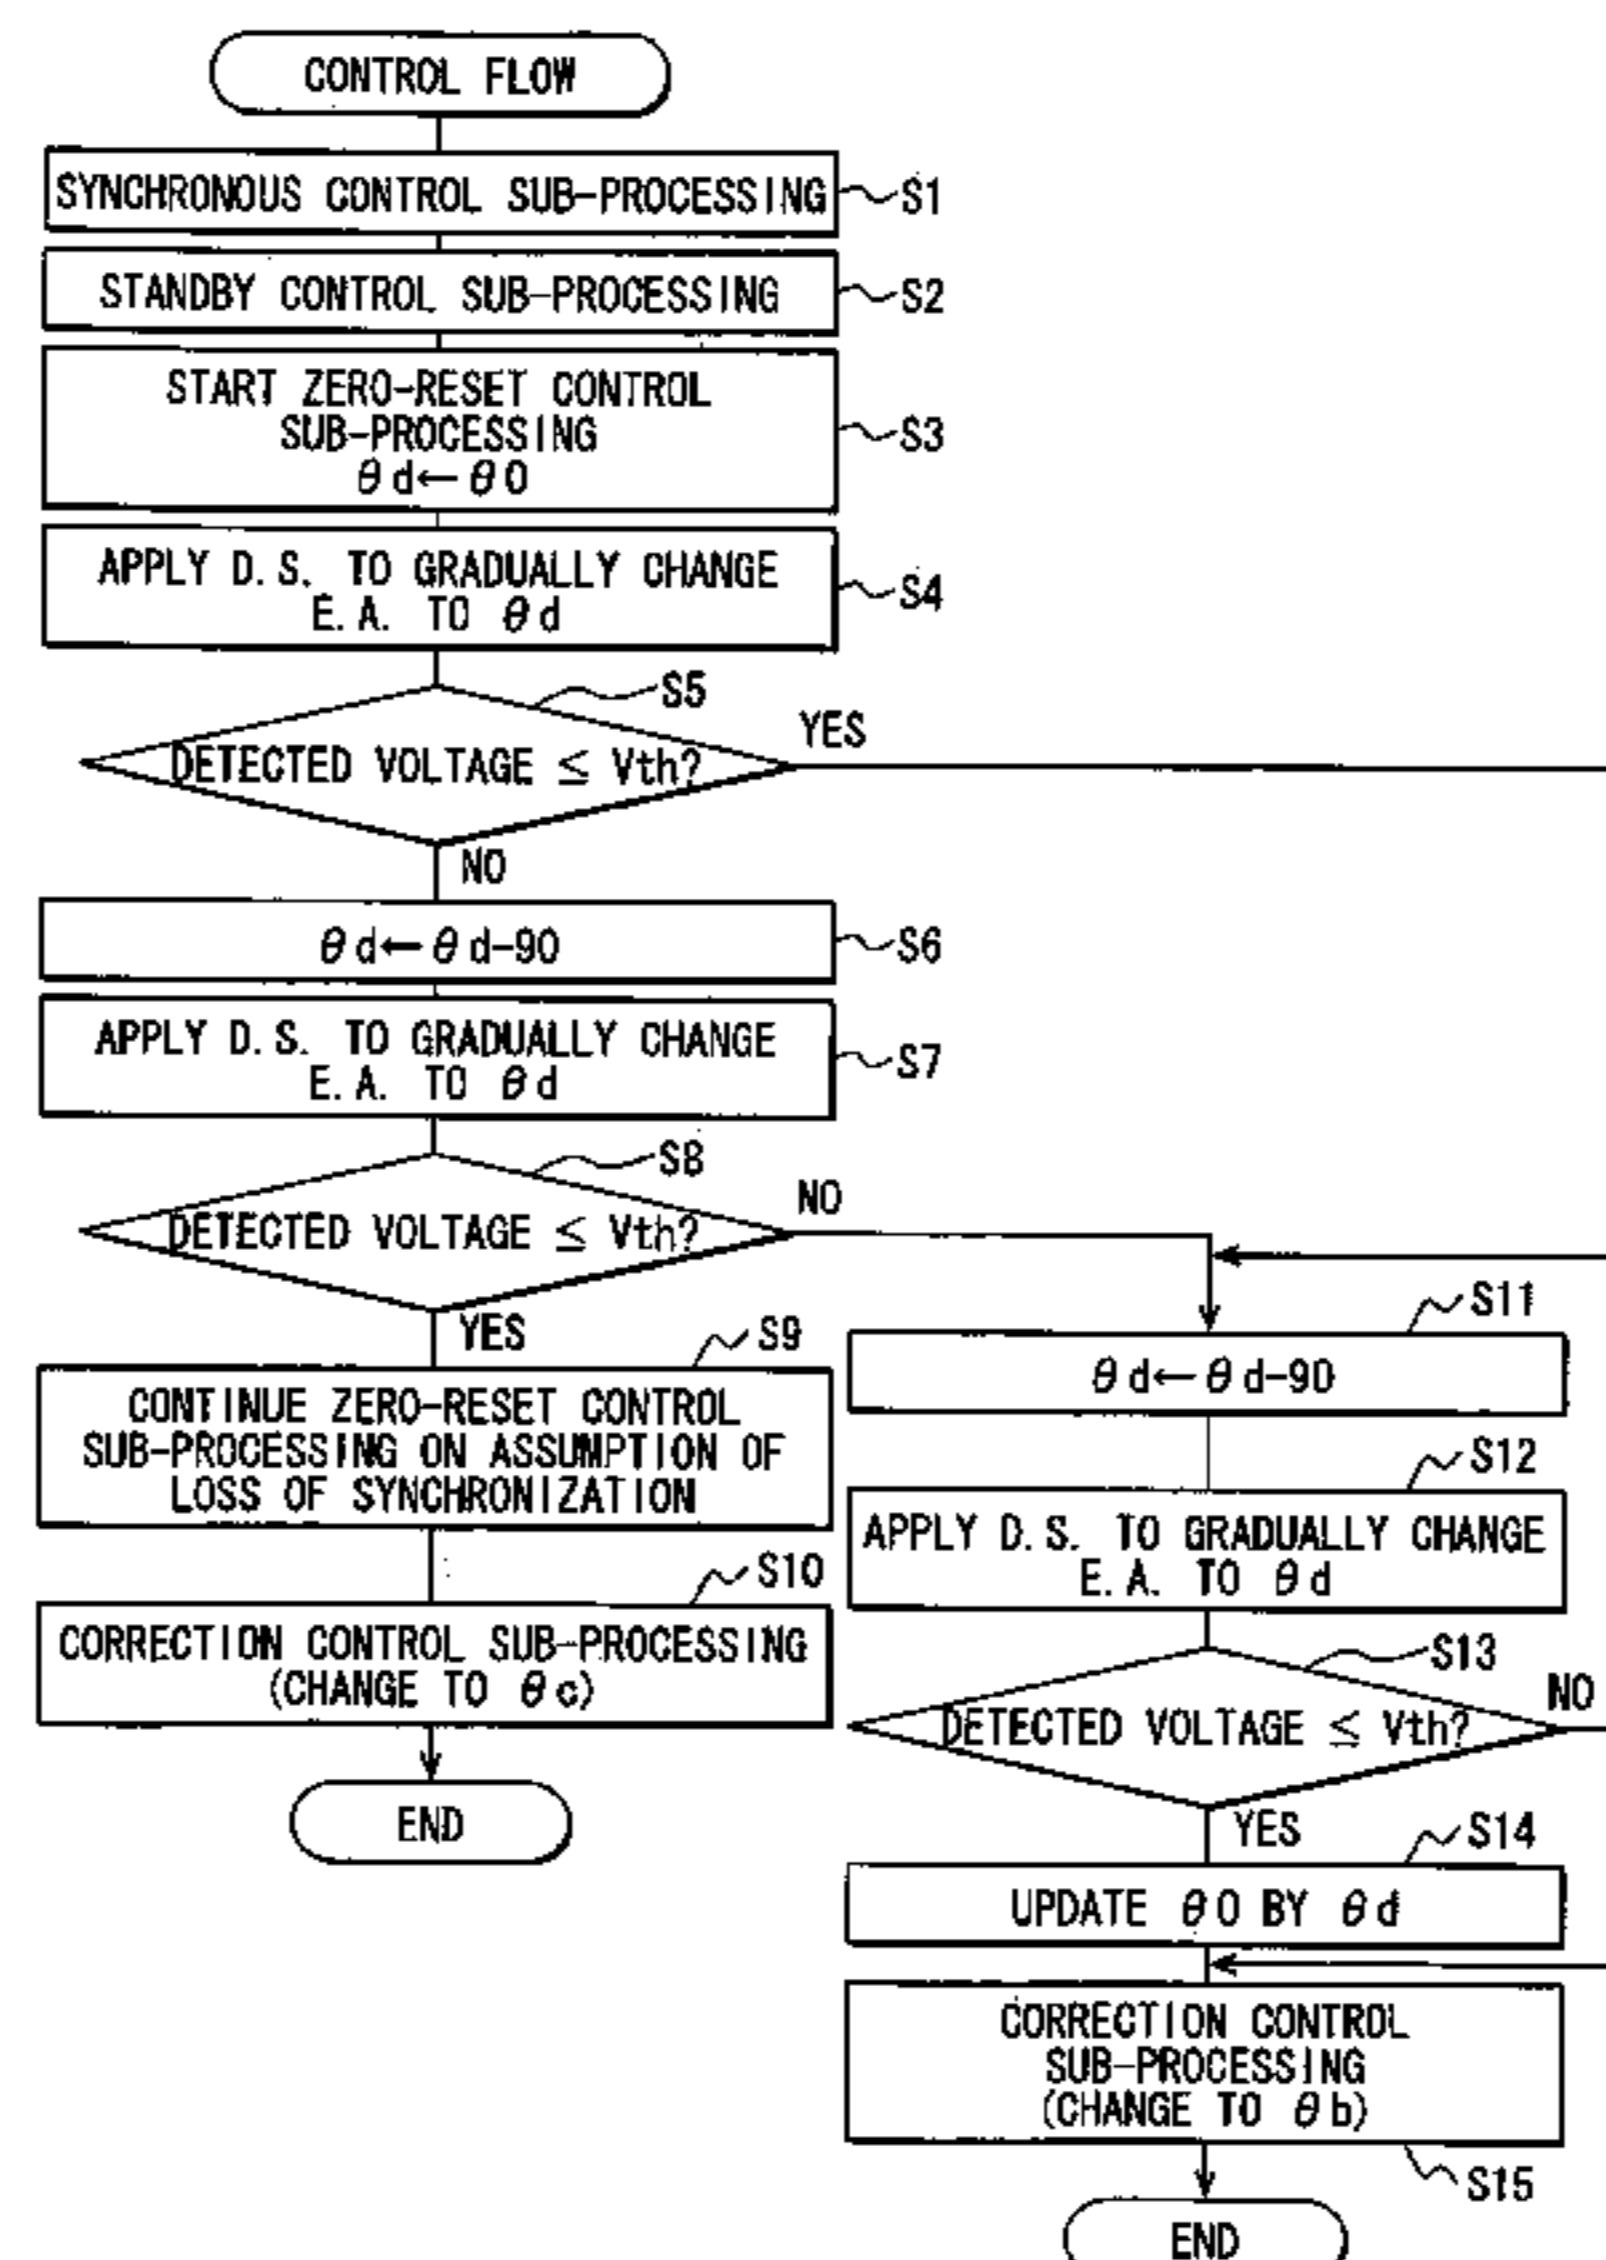 CONTROL FLOW
SYNCHRONOUS CONTROL SUB-PROCESSING
S1
STANDBY CONTROL SUB-PROCESSING
S2
START ZERO-RESET CONTROL
SUB-PROCESSING
θd←θ0
S3
APPLY D.S. TO GRADUALLY CHANGE
E.A. TO θd
S4
S5
DETECTED VOLTAGE ≤ Vth?
YES
NO
θd←θd-90
S6
APPLY D.S. TO GRADUALLY CHANGE
E.A. TO θd
S7
S8
DETECTED VOLTAGE ≤ Vth?
NO
YES
S9
CONTINUE ZERO-RESET CONTROL
SUB-PROCESSING ON ASSUMPTION OF
LOSS OF SYNCHRONIZATION
S10
CORRECTION CONTROL SUB-PROCESSING
(CHANGE TO θc)
END
S11
θd←θd-90
S12
APPLY D.S. TO GRADUALLY CHANGE
E.A. TO θd
S13
DETECTED VOLTAGE ≤ Vth?
NO
YES
S14
UPDATE θ0 BY θd
CORRECTION CONTROL
SUB-PROCESSING
(CHANGE TO θb)
S15
END